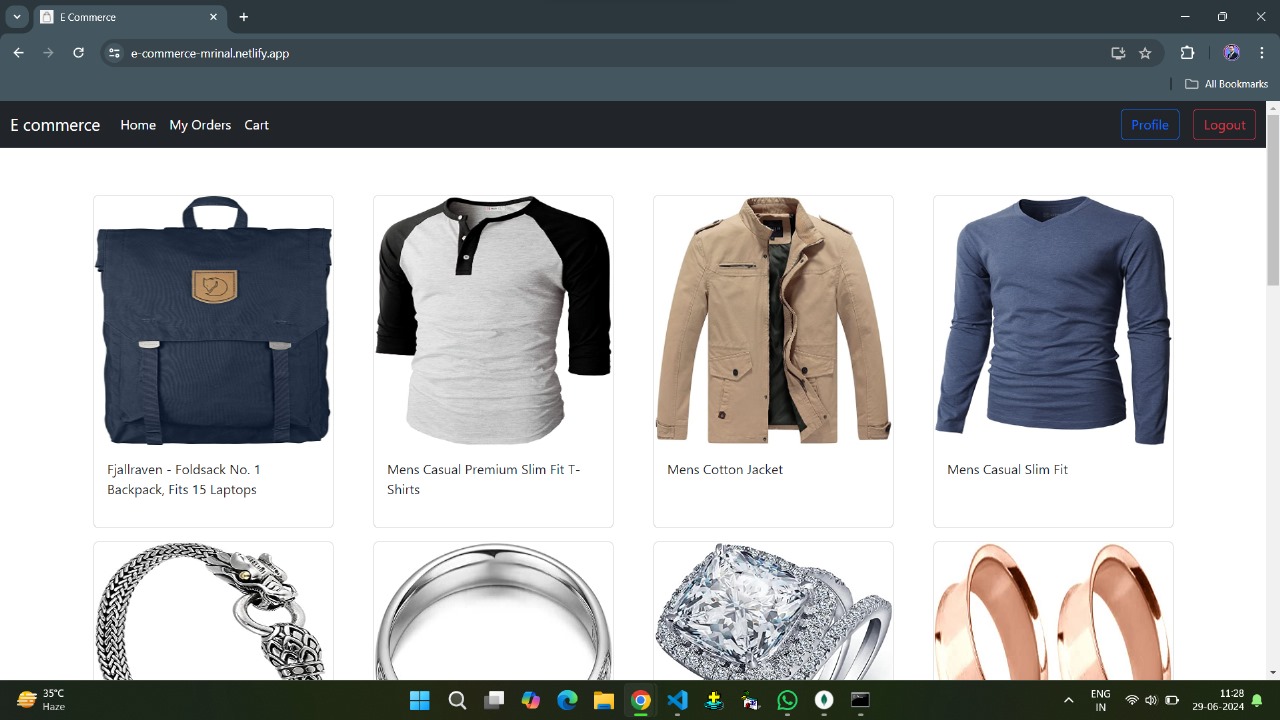 E Commerce
e-commerce-mrinal.netlify.app
All Bookmarks
E commerce Home My Orders Cart Profile Logout
Fjallraven - Foldsack No. 1
Backpack, Fits 15 Laptops
Mens Casual Premium Slim Fit T-
Shirts
Mens Cotton Jacket
Mens Casual Slim Fit
35°C
Haze
ENG
IN
11:28
29-06-2024